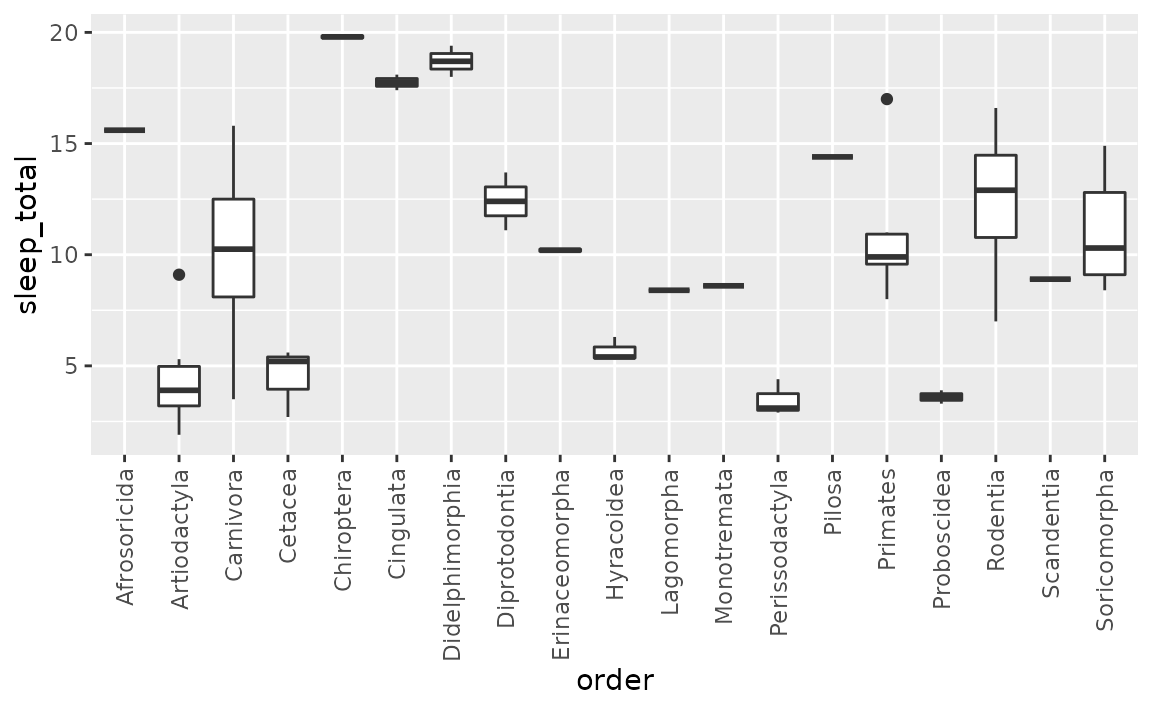 20
15
10
5
sleep_total
Afrosoricida
Artiodactyla
Carnivora
Cetacea
Chiroptera
Cingulata
Didelphimorphia
Diprotodontia
Erinaceomorpha
Hyracoidea
Lagomorpha
Monotremata
Perissodactyla
Pilosa
Primates
Proboscidea
Rodentia
Scandentia
Soricomorpha
order